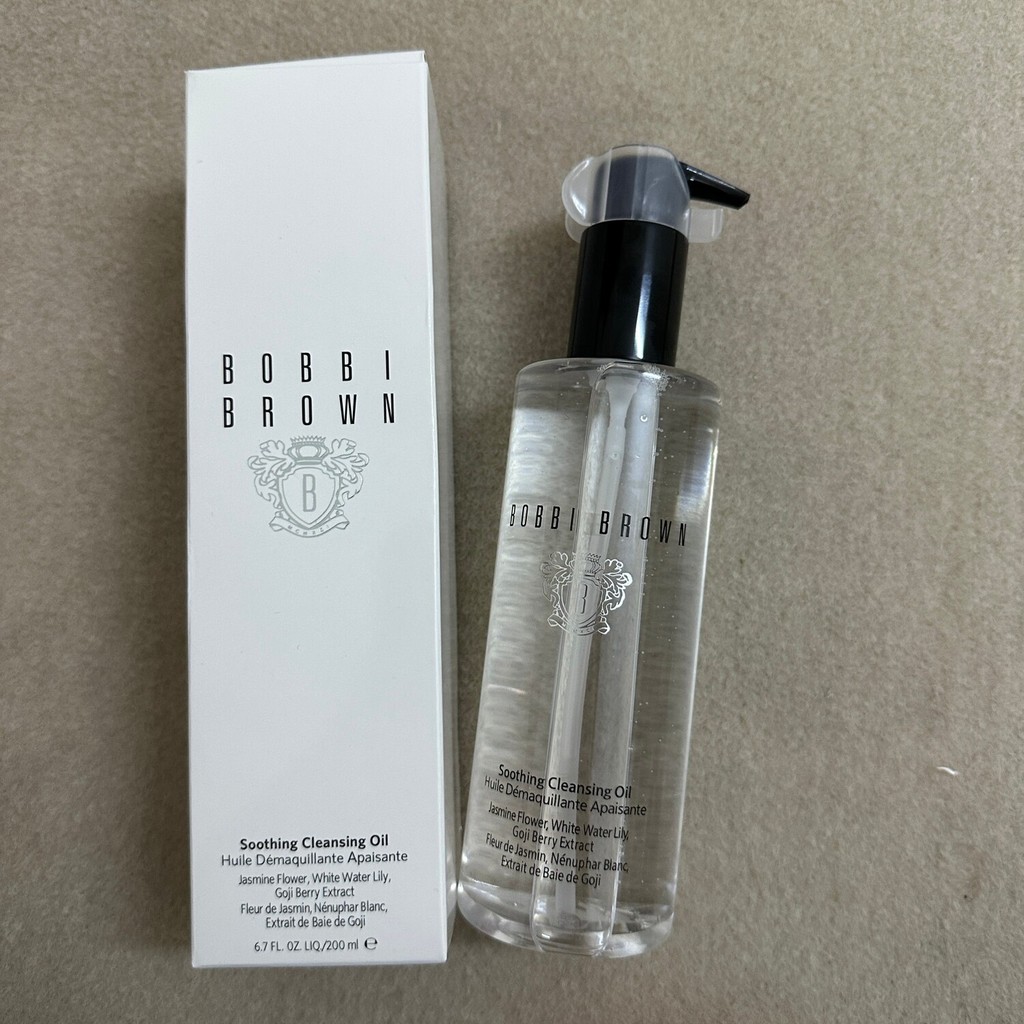 BOBBI
BROWN
B
Soothing Cleansing Oil
Huile Démaquillante Apaisante
Jasmine Flower, White Water Lily,
Goji Berry Extract
Fleur de Jasmin, Nénuphar Blanc,
Extrait de Baie de Goji
6.7 FL. OZ. LIQ./200 ml e
BOBBI BROWN
B
Soothing Cleansing Oil
Huile Démaquillante Apaisante
Jasmine Flower, White Water Lily,
Goji Berry Extract
Fleur de Jasmin, Nénuphar Blanc,
Extrait de Baie de Goji